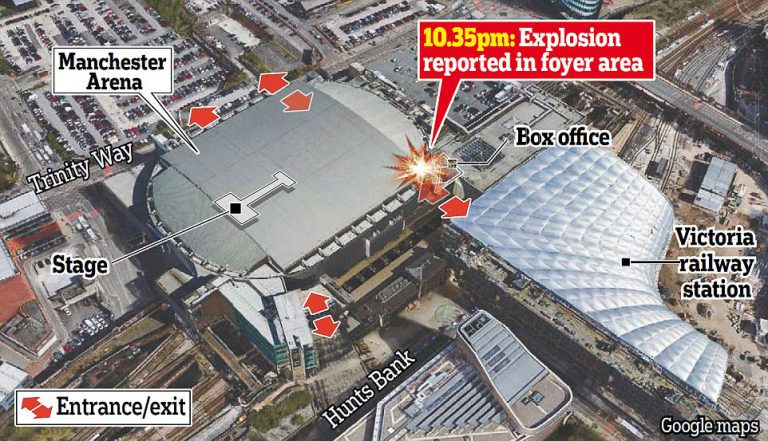 10.35pm: Explosion
reported in foyer area
Manchester
Arena
Box office
Trinity Way
Victoria
railway
station
Stage
Hunts Bank
Entrance/exit
Google maps